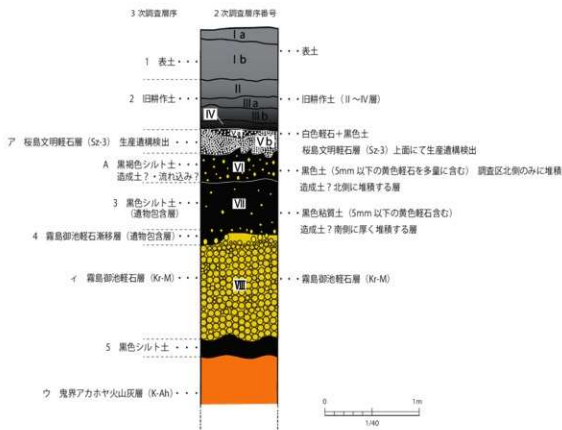 3 次調査層序
2 次調査層序番号
Ⅰa
・・・表土
1 表土・・・
Ⅰb
Ⅱ
2 旧耕作土・・・
Ⅲa
・・・旧耕作土（Ⅱ～Ⅳ層）
Ⅳ
Ⅲb
・・・白色軽石＋黒色土
ア 桜島文明軽石層（Sz-3）生産遺構検出・・・
Ⅴb
桜島文明軽石層（Sz-3）上面にて生産遺構検出
A 黒褐色シルト土・・・
Ⅵ
・・・黒色土（5mm 以下の黄色軽石を多量に含む） 調査区北側のみに堆積
造成土？・流れ込み？
造成土？北側に堆積する層
3 黒色シルト土・・・
（遺物包含層）
Ⅶ
・・・黒色粘質土（5mm 以下の黄色軽石含む）
造成土？南側に厚く堆積する層
4 霧島御池軽石漸移層（遺物包含層）・・・
ィ 霧島御池軽石層（Kr-M）・・・
Ⅷ
・・・霧島御池軽石層（Kr-M）
5 黒色シルト土・・・
ウ 鬼界アカホヤ火山灰層（K-Ah）・・・
0
1m
1/40